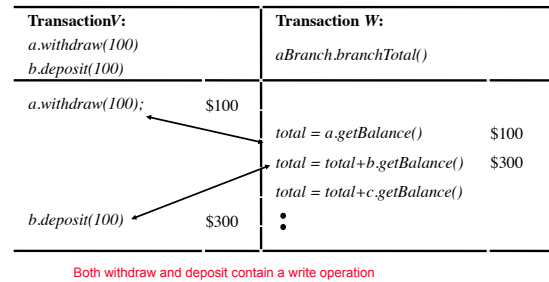 TransactionV:
a.withdraw(100)
b.deposit(100)
Transaction W:
aBranch.branchTotal()
a.withdraw(100); $100
total = a.getBalance() $100
total = total+b.getBalance() $300
total = total+c.getBalance()
b.deposit(100) $300
Both withdraw and deposit contain a write operation